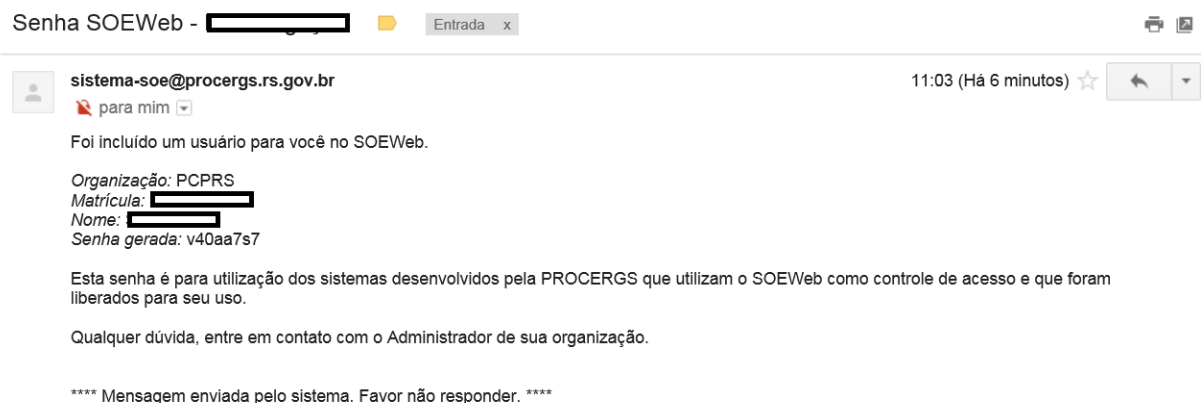 Senha SOEWeb -
Entrada x
sistema-soe@procergs.rs.gov.br
11:03 (Há 6 minutos)
para mim
Foi incluído um usuário para você no SOEWeb.
Organização: PCPRS
Matrícula:
Nome:
Senha gerada: v40aa7s7
Esta senha é para utilização dos sistemas desenvolvidos pela PROCERGS que utilizam o SOEWeb como controle de acesso e que foram
liberados para seu uso.
Qualquer dúvida, entre em contato com o Administrador de sua organização.
**** Mensagem enviada pelo sistema. Favor não responder. ****